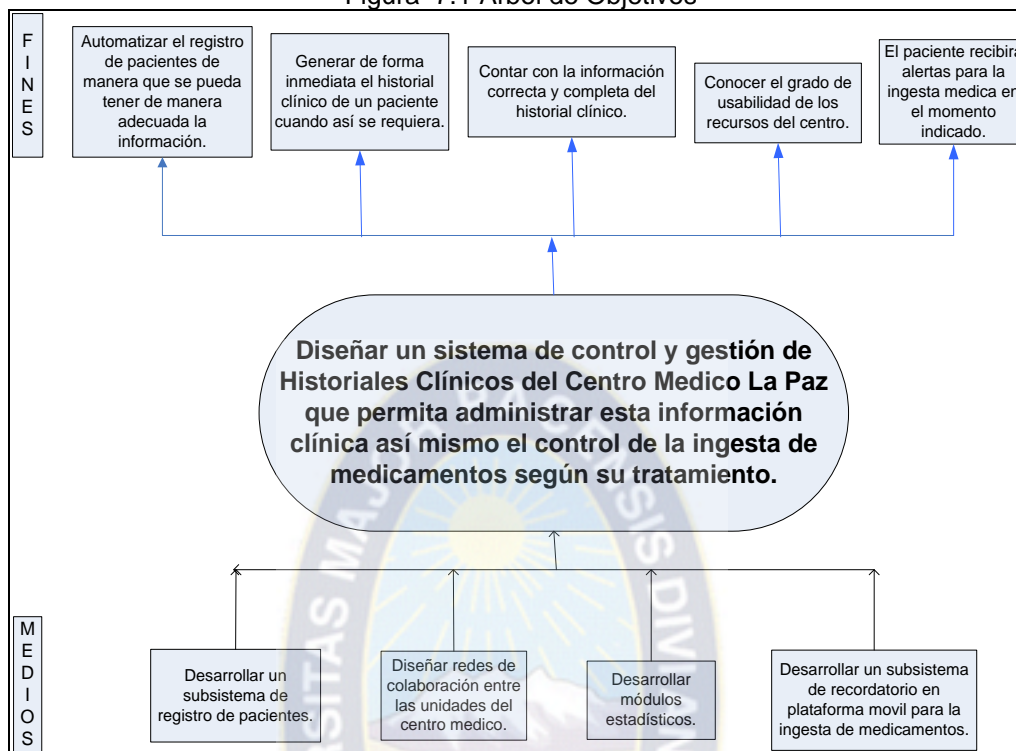 Figura 7.1 Árbol de Objetivos
F
I
N
E
S
Automatizar el registro
de pacientes de
manera que se pueda
tener de manera
adecuada la
información.
Generar de forma
inmediata el historial
clínico de un paciente
cuando así se requiera.
Contar con la información
correcta y completa del
historial clínico.
Conocer el grado de
usabilidad de los
recursos del centro.
El paciente recibirá
alertas para la
ingesta medica en
el momento
indicado.
Diseñar un sistema de control y gestión de
Historiales Clínicos del Centro Medico La Paz
que permita administrar esta información
clínica así mismo el control de la ingesta de
medicamentos según su tratamiento.
M
E
D
I
O
S
Desarrollar un
subsistema de
registro de pacientes.
Diseñar redes de
colaboración entre
las unidades del
centro medico.
Desarrollar
módulos
estadísticos.
Desarrollar un subsistema
de recordatorio en
plataforma movil para la
ingesta de medicamentos.
SITAS MAJOR PACENSIS DIVI AN